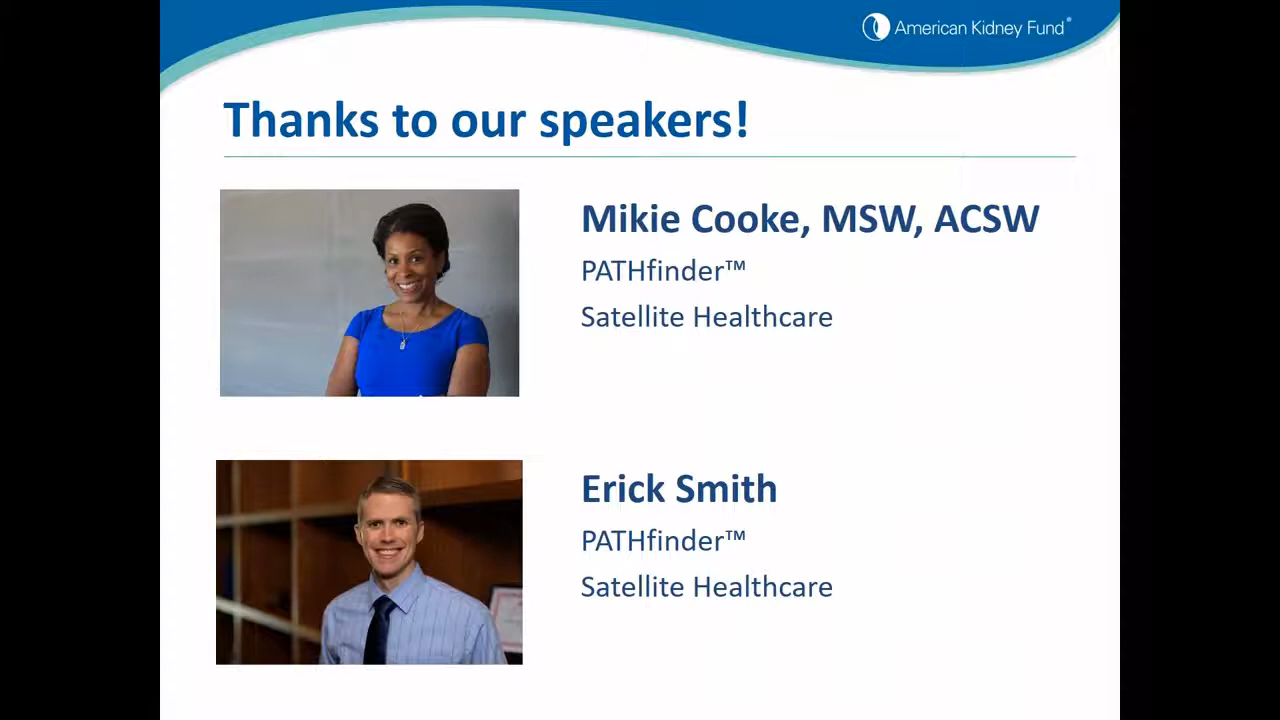 American Kidney Fund®
Thanks to our speakers!
Mikie Cooke, MSW, ACSW
PATHfinder™
Satellite Healthcare
Erick Smith
PATHfinder™
Satellite Healthcare